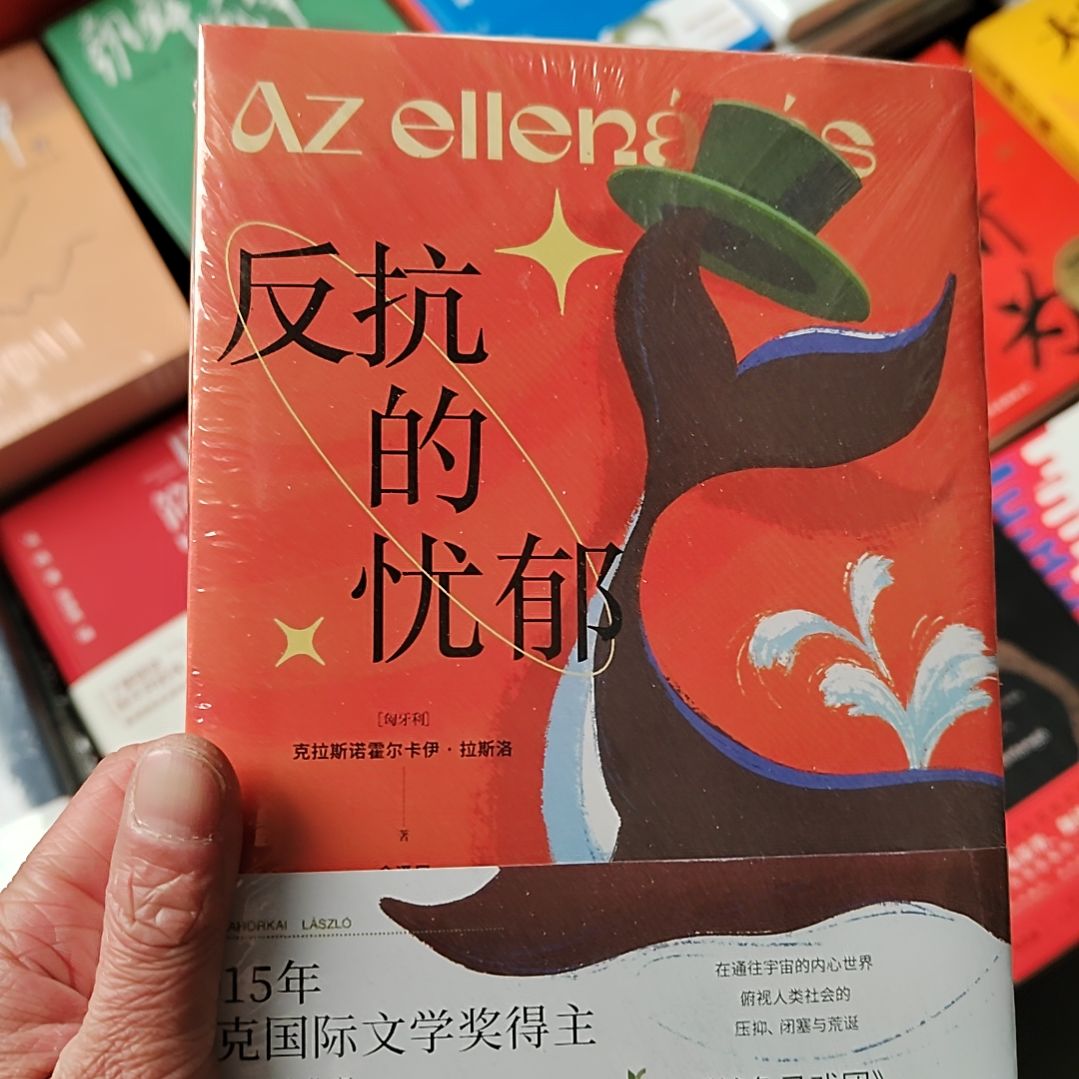 AZ ellená s
反抗
的
忧郁
[匈牙利]
克拉斯诺霍尔卡伊·拉斯洛
著
AHORKAI LÁSZLÓ
15年
克国际文学奖得主
在通往宇宙的内心世界
俯视人类社会的
压抑、闭塞与荒诞